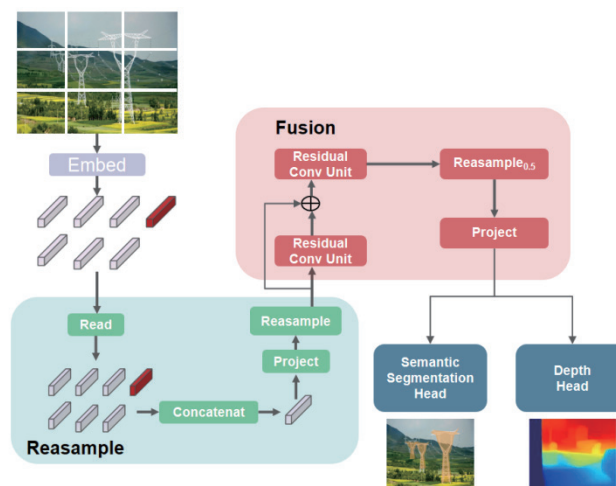 Embed
Fusion
Residual
Conv Unit
Reasample0.5
Residual
Conv Unit
Project
Read
Reasample
Project
Concatenat
Reasample
Semantic
Segmentation
Head
Depth
Head